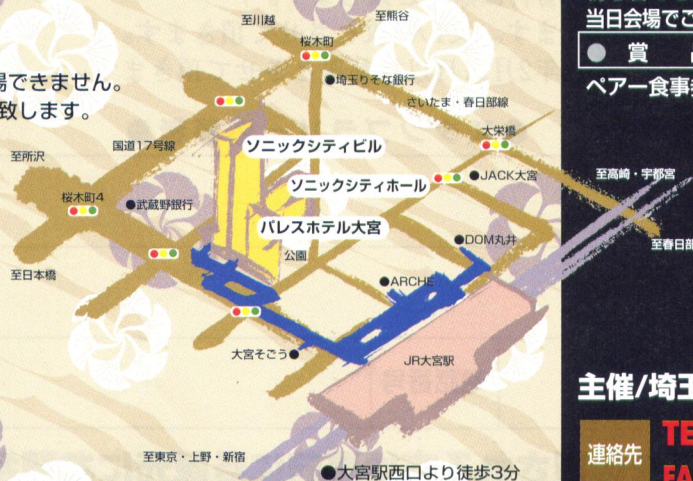 至川越
至熊谷
桜木町
当日会場でご
● 賞
場できません。
致します。
●埼玉りそな銀行
ペアー食事券
さいたま・春日部線
大栄橋
国道17号線
ソニックシティビル
至所沢
ソニックシティホール
●JACK大宮
至高崎・宇都宮
桜木町4
●武蔵野銀行
パレスホテル大宮
●DOM丸井
至春日部
公園
至日本橋
●ARCHE
大宮そごう●
JR大宮駅
主催/埼玉
TE
連絡先
FA
至東京・上野・新宿
●大宮駅西口より徒歩3分